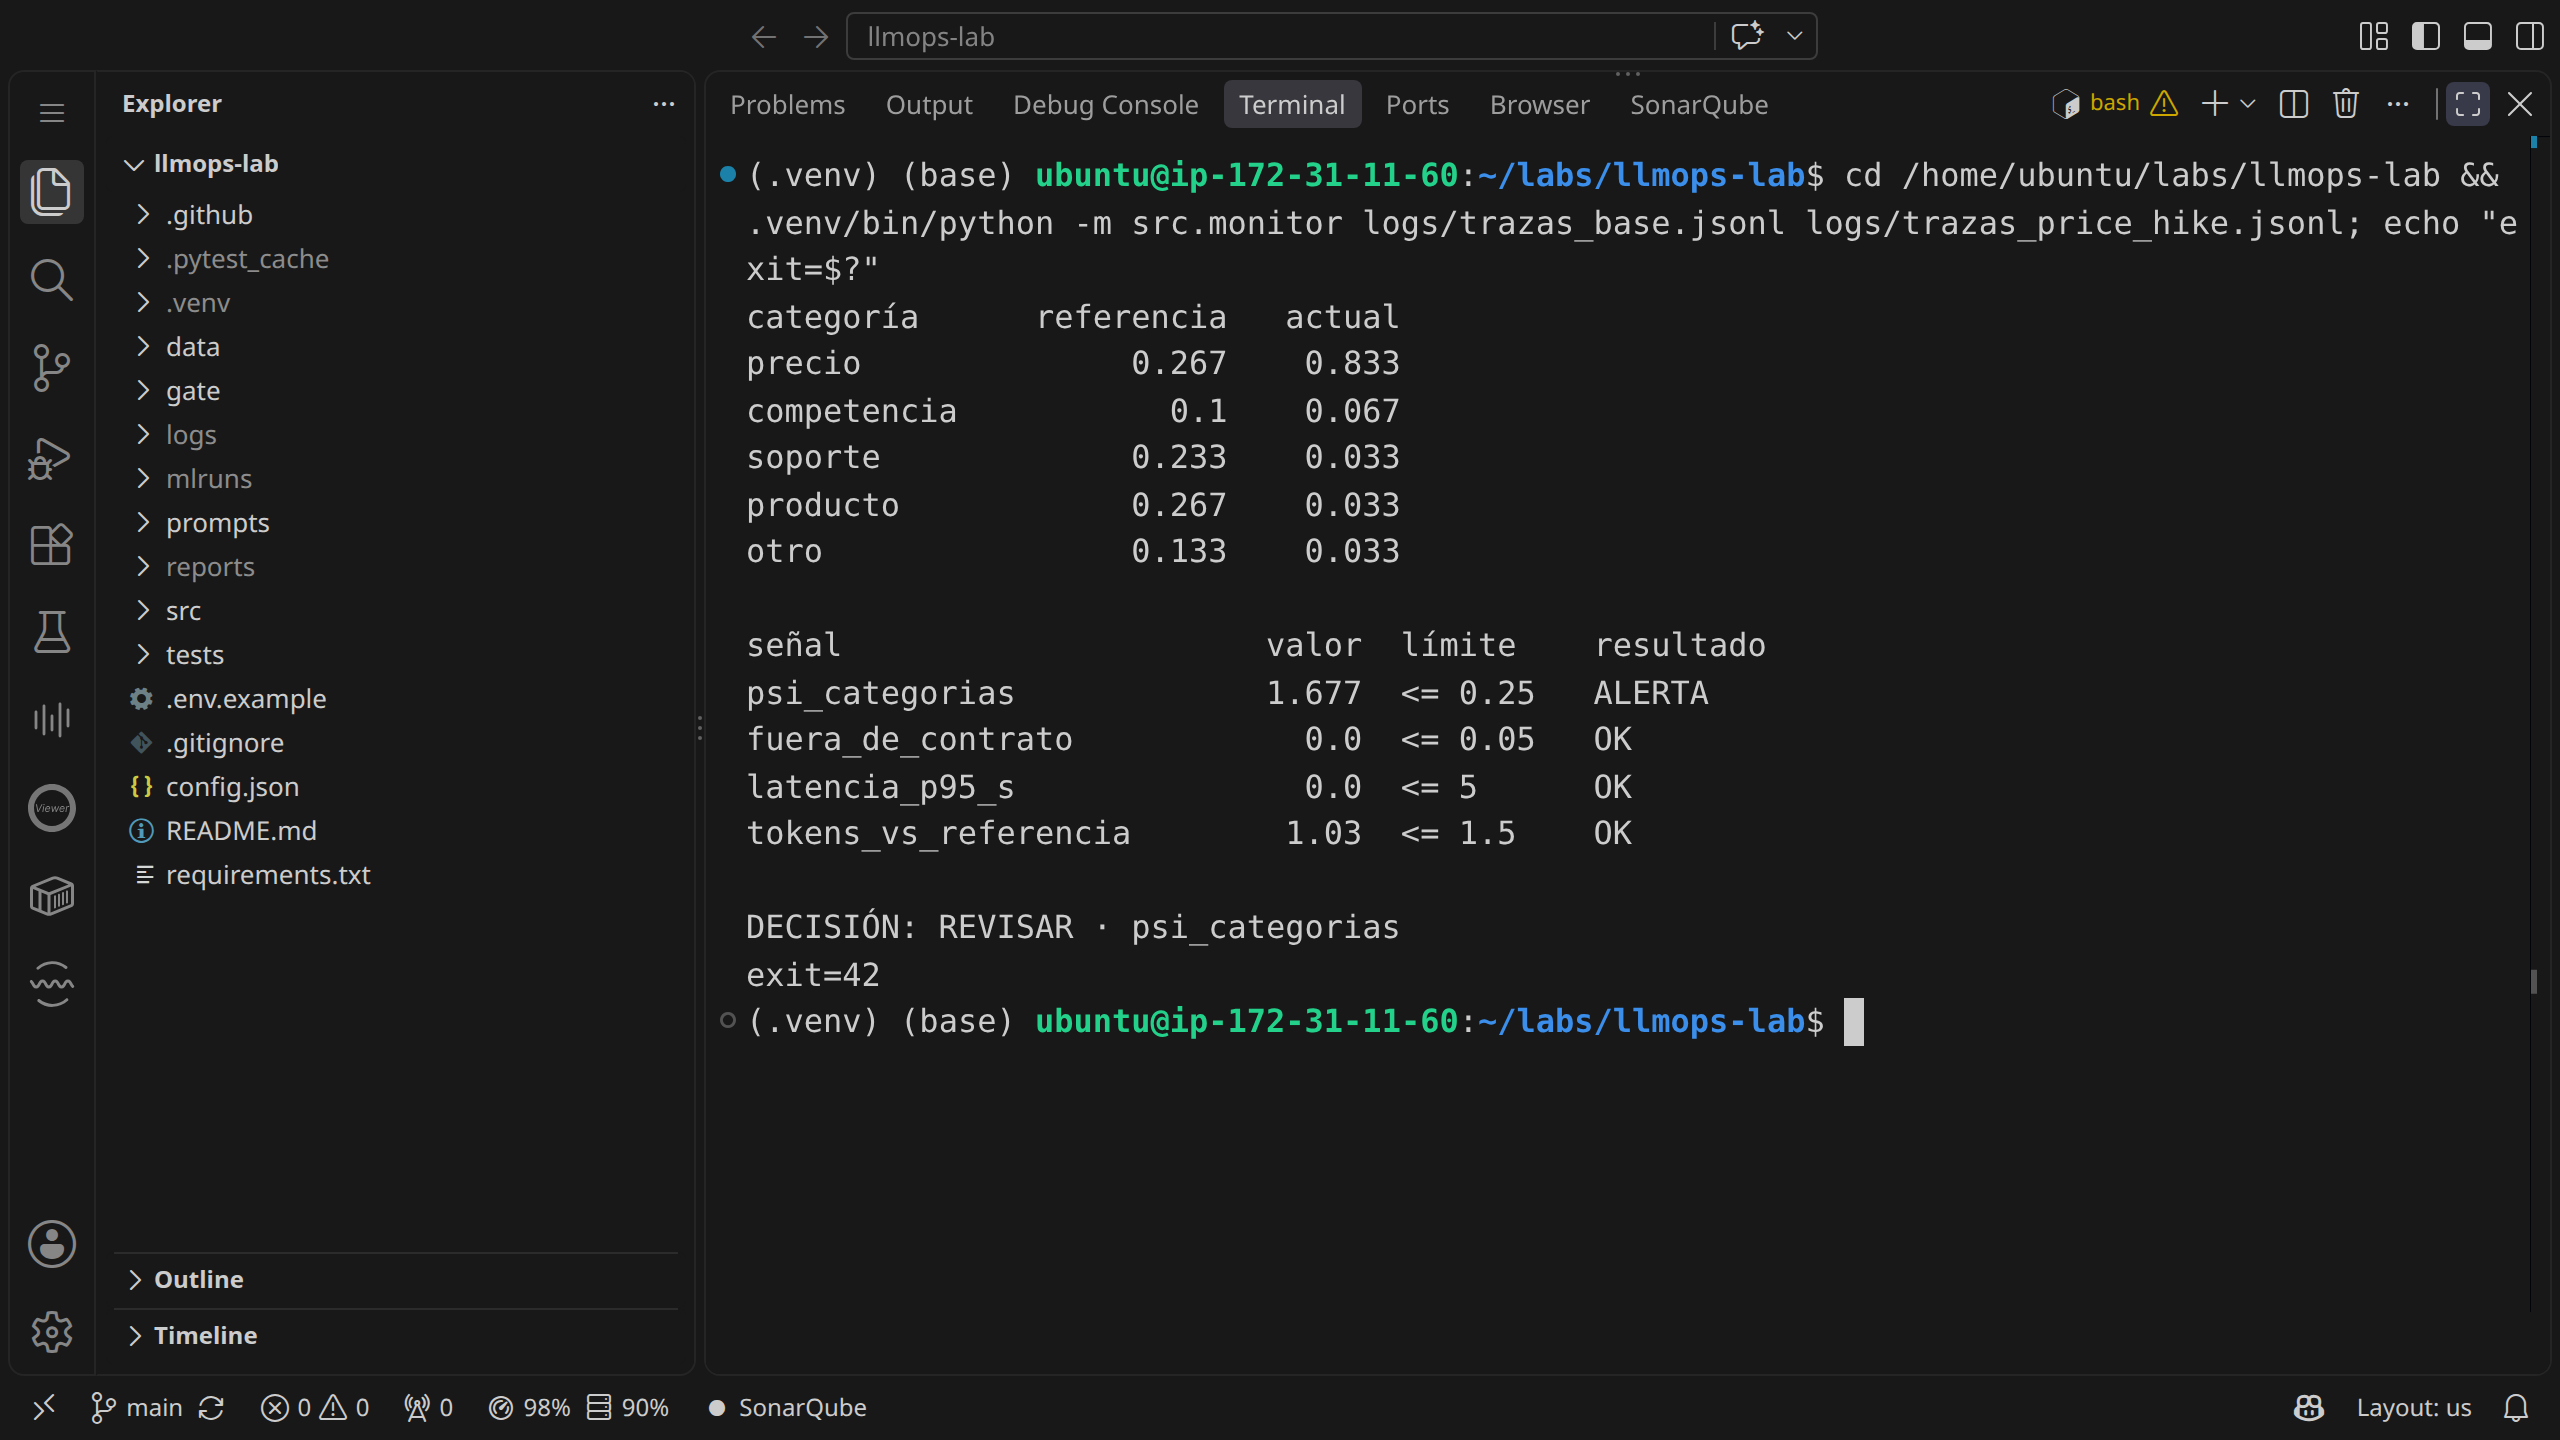 llmops-lab
Explorer
llmops-lab
.github
.pytest_cache
.venv
data
gate
logs
mlruns
prompts
reports
src
tests
.env.example
.gitignore
config.json
README.md
requirements.txt
Outline
Timeline
Viewer
Problems Output Debug Console Terminal Ports Browser SonarQube
bash
(.venv) (base) ubuntu@ip-172-31-11-60:~/labs/llmops-lab$ cd /home/ubuntu/labs/llmops-lab &&
.venv/bin/python -m src.monitor logs/trazas_base.jsonl logs/trazas_price_hike.jsonl; echo "e
xit=$?"
categoría referencia actual
precio 0.267 0.833
competencia 0.1 0.067
soporte 0.233 0.033
producto 0.267 0.033
otro 0.133 0.033
señal valor límite resultado
psi_categorias 1.677 <= 0.25 ALERTA
fuera_de_contrato 0.0 <= 0.05 OK
latencia_p95_s 0.0 <= 5 OK
tokens_vs_referencia 1.03 <= 1.5 OK
DECISIÓN: REVISAR · psi_categorias
exit=42
(.venv) (base) ubuntu@ip-172-31-11-60:~/labs/llmops-lab$
main 0 0 0 98% 90% SonarQube Layout: us